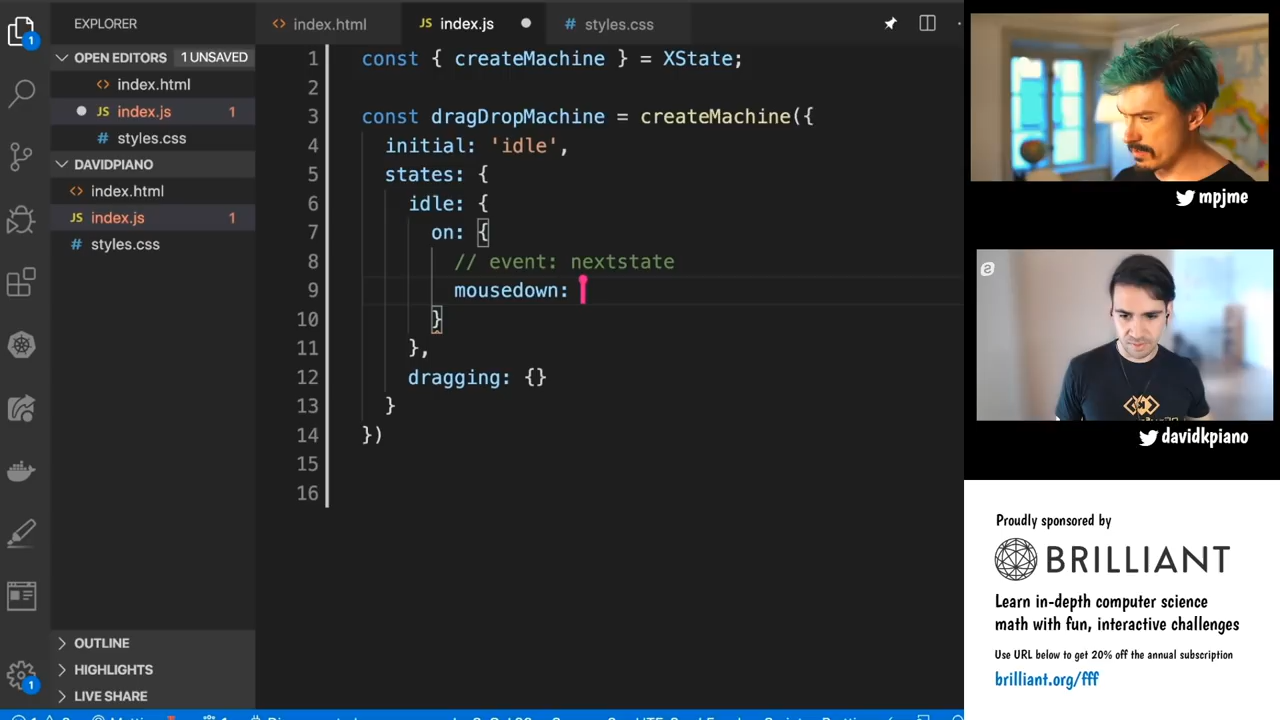 EXPLORER
OPEN EDITORS 1 UNSAVED
index.html
JS index.js 1
# styles.css
DAVIDPIANO
index.html
JS index.js 1
# styles.css
OUTLINE
HIGHLIGHTS
LIVE SHARE
1
1
index.html
JS index.js
# styles.css
1 const { createMachine } = XState;
2
3 const dragDropMachine = createMachine({
4 initial: 'idle',
5 states: {
6 idle: {
7 on: {
8 // event: nextstate
9 mousedown:
10 }
11 },
12 dragging: {}
13 }
14 })
15
16
mpjme
davidkpiano
Proudly sponsored by
BRILLIANT
Learn in-depth computer science
math with fun, interactive challenges
Use URL below to get 20% off the annual subscription
brilliant.org/fff